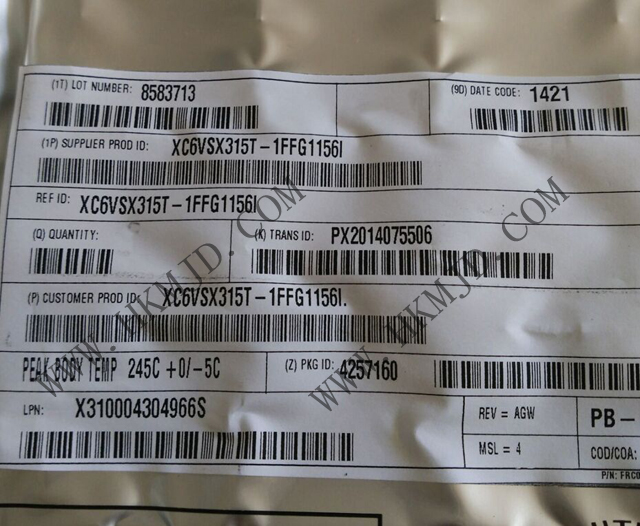 (1T) LOT NUMBER: 8583713
(9D) DATE CODE: 1421
(1P) SUPPLIER PROD ID: XC6VSX315T-1FFG1156I
REF ID: XC6VSX315T-1FFG1156I
(Q) QUANTITY:
(K) TRANS ID: PX2014075506
(P) CUSTOMER PROD ID: XC6VSX315T-1FFG1156I.
PEAK BODY TEMP 245C +0/-5C
(Z) PKG ID: 4257160
LPN: X310004304966S
REV = AGW
PB-
MSL = 4
COD/COA:
P/N: FRC0
WWW.HKMJD.COM
WWW.HKMJD.COM